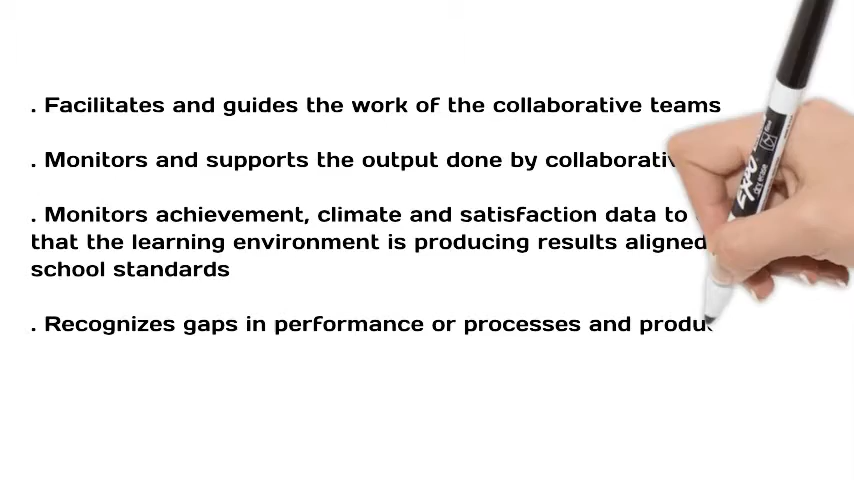 . Facilitates and guides the work of the collaborative teams
. Monitors and supports the output done by
. Monitors achievement, climate and satisfaction data to
that the learning environment is producing results aligned
school standards
. Recognizes gaps in performance or processes and
EXPO